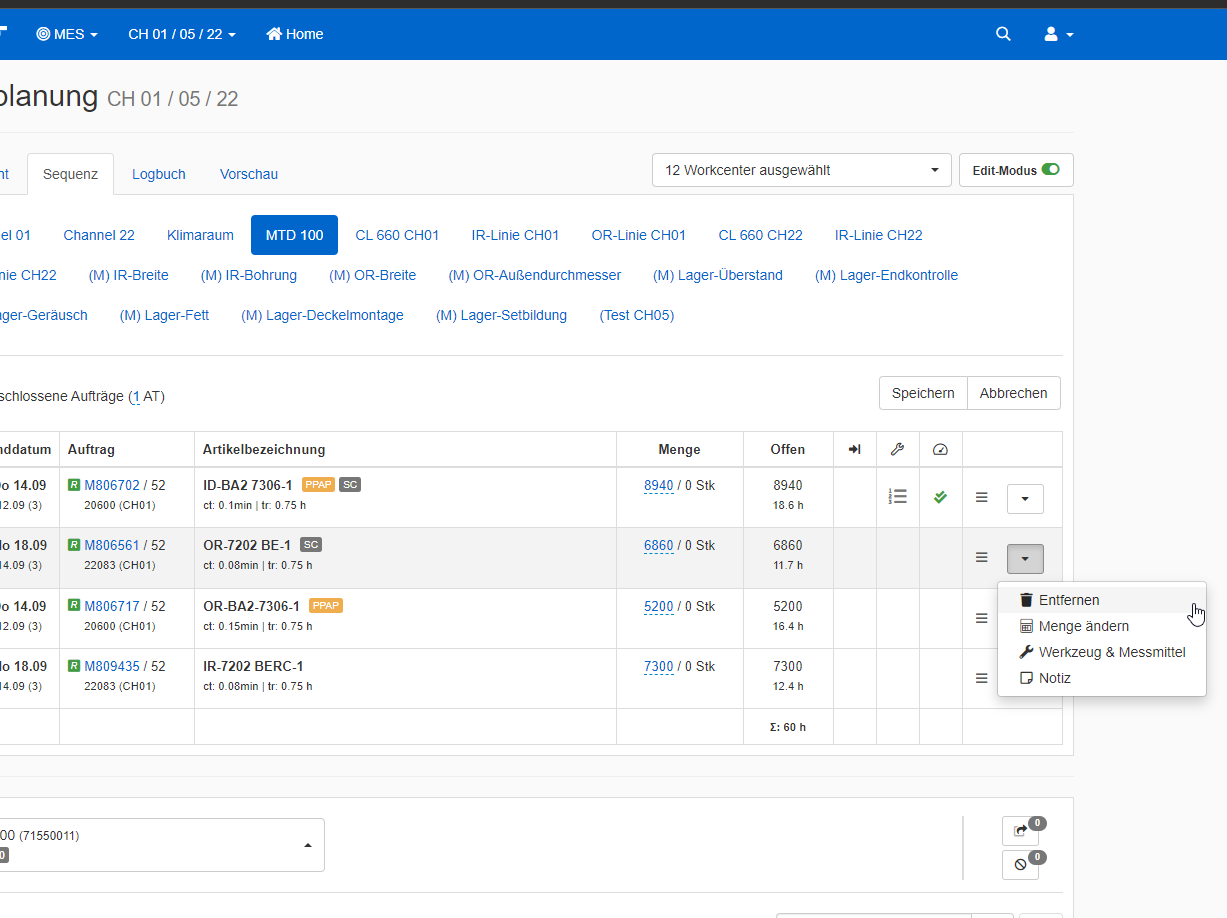 MES CH 01 / 05 / 22 Home
planung CH 01 / 05 / 22
Sequenz Logbuch Vorschau 12 Workcenter ausgewählt Edit-Modus
el 01 Channel 22 Klimaraum MTD 100 CL 660 CH01 IR-Linie CH01 OR-Linie CH01 CL 660 CH22 IR-Linie CH22
nie CH22 (M) IR-Breite (M) IR-Bohrung (M) OR-Breite (M) OR-Außendurchmesser (M) Lager-Überstand (M) Lager-Endkontrolle
ager-Geräusch (M) Lager-Fett (M) Lager-Deckelmontage (M) Lager-Setbildung (Test CH05)
schlossene Aufträge (1 AT) Speichern Abbrechen
nddatum Auftrag Artikelbezeichnung Menge Offen
o 14.09 R M806702 / 52 ID-BA2 7306-1 PPAP SC 8940 / 0 Stk 8940
12.09 (3) 20600 (CH01) ct: 0.1min | tr: 0.75 h 18.6 h
lo 18.09 R M806561 / 52 OR-7202 BE-1 SC 6860 / 0 Stk 6860
14.09 (3) 22083 (CH01) ct: 0.08min | tr: 0.75 h 11.7 h
o 14.09 R M806717 / 52 OR-BA2-7306-1 PPAP 5200 / 0 Stk 5200
12.09 (3) 20600 (CH01) ct: 0.15min | tr: 0.75 h 16.4 h
lo 18.09 R M809435 / 52 IR-7202 BERC-1 7300 / 0 Stk 7300
14.09 (3) 22083 (CH01) ct: 0.08min | tr: 0.75 h 12.4 h
Σ: 60 h
Entfernen
Menge ändern
Werkzeug & Messmittel
Notiz
00 (71550011)
0
0
0